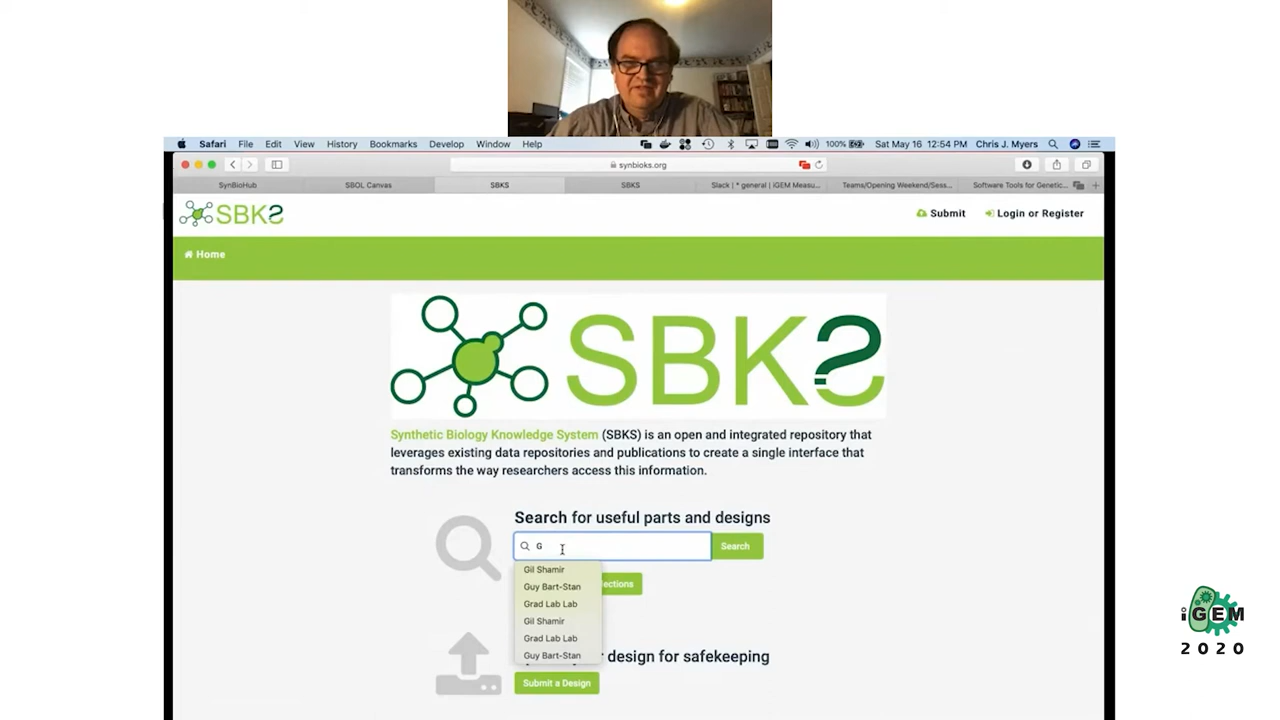 Safari File Edit View History Bookmarks Develop Window Help 100% Sat May 16 12:54 PM Chris J. Myers
synbioks.org
SynBioHub SBOL Canvas SBKS SBKS Slack | * general | iGEM Measu... Teams/Opening Weekend/Sess... Software Tools for Genetic...
SBKS Submit Login or Register
Home
SBKS
Synthetic Biology Knowledge System (SBKS) is an open and integrated repository that
leverages existing data repositories and publications to create a single interface that
transforms the way researchers access this information.
Search for useful parts and designs
G Search
Gil Shamir
Guy Bart-Stan
Grad Lab Lab
Gil Shamir
Grad Lab Lab
Guy Bart-Stan
design for safekeeping
Submit a Design
iGEM
2020